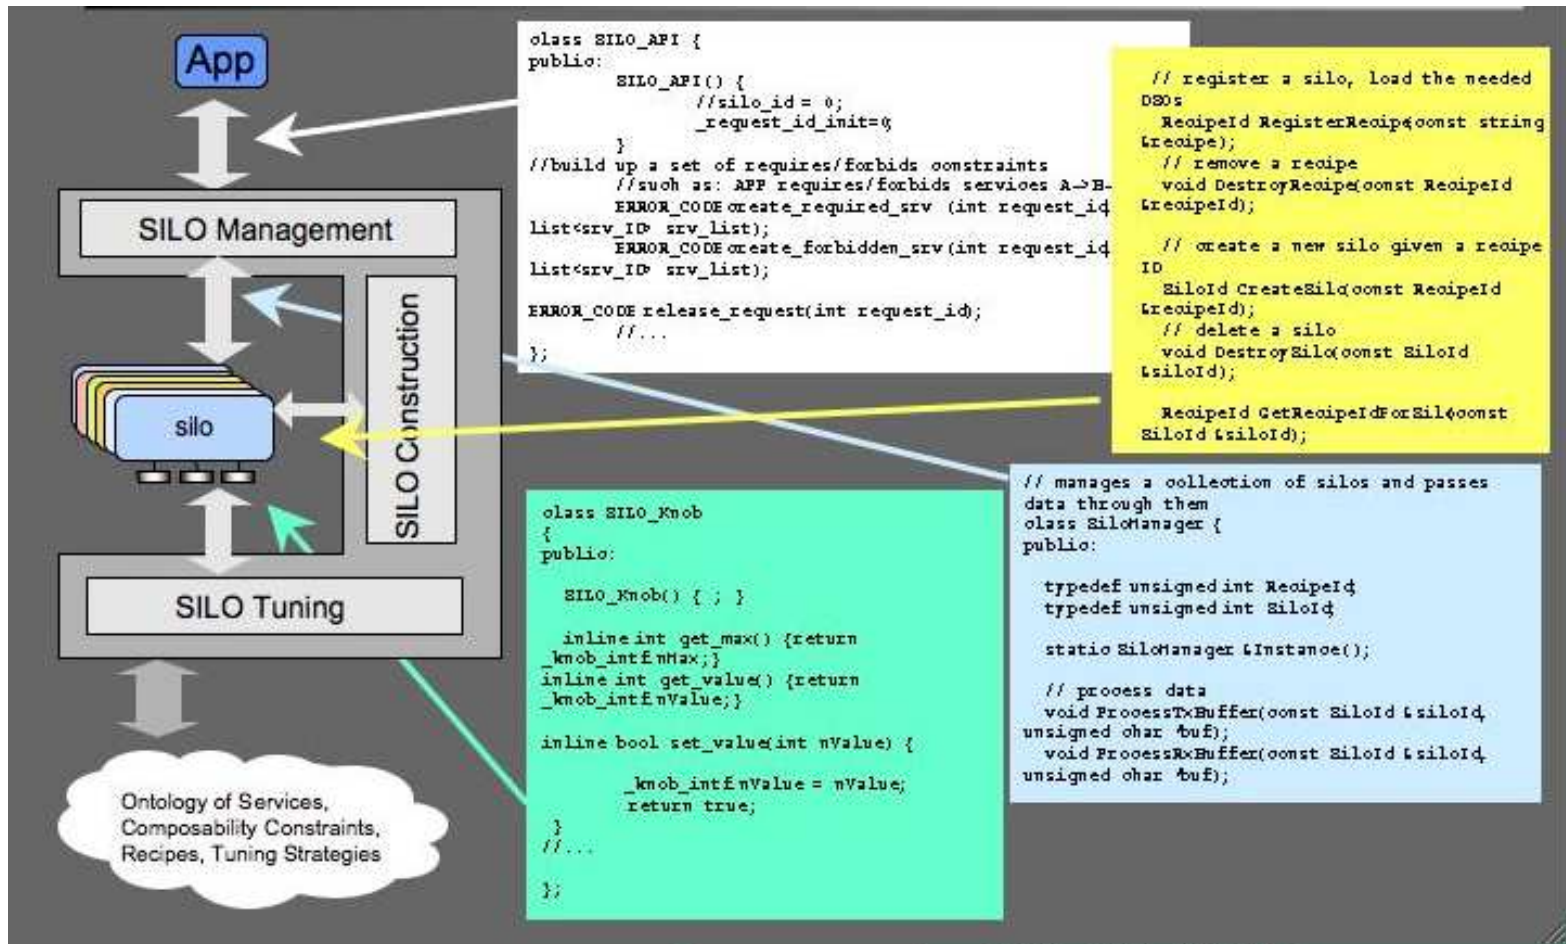 App
SILO Management
SILO Construction
silo
SILO Tuning
Ontology of Services,
Composability Constraints,
Recipes, Tuning Strategies
class SILO_API {
public:
SILO_API() {
//silo_id = 0;
_request_id_init=0;
}
//build up a set of requires/forbids constraints
//such as: APP requires/forbids services A->B-
ERROR_CODE create_required_srv (int request_id,
list<srv_ID> srv_list);
ERROR_CODE create_forbidden_srv(int request_id,
list<srv_ID> srv_list);
ERROR_CODE release_request(int request_id);
//...
};
// register a silo, load the needed
DSOs
RecipeId RegisterRecipe(const string
&recipe);
// remove a recipe
void DestroyRecipe(const RecipeId
&recipeId);
// create a new silo given a recipe
ID
SiloId CreateSilo(const RecipeId
&recipeId);
// delete a silo
void DestroySilo(const SiloId
&siloId);
RecipeId GetRecipeIdForSilo(const
SiloId &siloId);
class SILO_Knob
{
public:
SILO_Knob() { ; }
inline int get_max() {return
_knob_intf.nMax;}
inline int get_value() {return
_knob_intf.nValue;}
inline bool set_value(int nValue) {
_knob_intf.nValue = nValue;
return true;
}
//...
};
// manages a collection of silos and passes
data through them
class SiloManager {
public:
typedef unsigned int RecipeId;
typedef unsigned int SiloId;
static SiloManager &Instance();
// process data
void ProcessTxBuffer(const SiloId &siloId,
unsigned char *buf);
void ProcessRxBuffer(const SiloId &siloId,
unsigned char *buf);